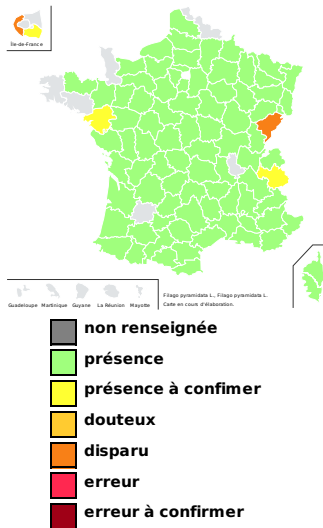 Île-de-France
Guadeloupe Martinique Guyane La Réunion Mayotte
Filago pyramidata L., Filago pyramidata L.
Carte en cours d'élaboration.
non renseignée
présence
présence à confimer
douteux
disparu
erreur
erreur à confirmer